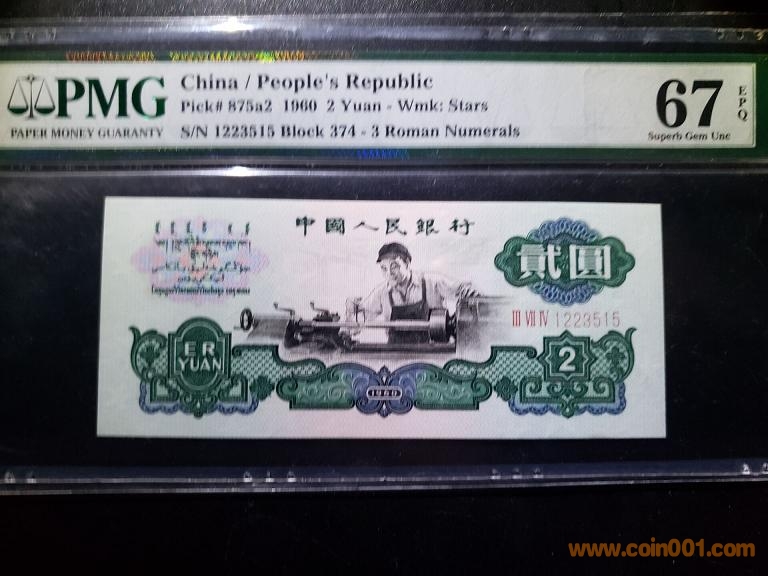 PMG
PAPER MONEY GUARANTY
China / People's Republic
Pick# 875a2 1960 2 Yuan - Wmk: Stars
S/N 1223515 Block 374 - 3 Roman Numerals
67
EPQ
Superb Gem Unc
中國人民銀行
貳圓
III VII IV 1223515
ER
YUAN
1960
2
www.coin001.com